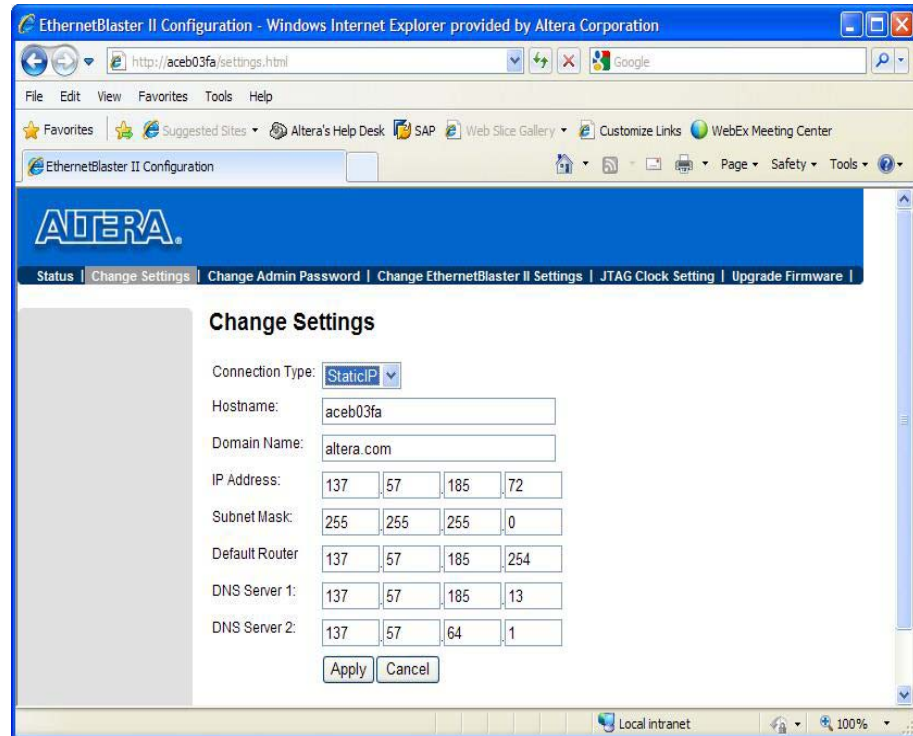 EthernetBlaster II Configuration - Windows Internet Explorer provided by Altera Corporation
http://aceb03fa/settings.html
Google
File Edit View Favorites Tools Help
Favorites Suggested Sites Altera's Help Desk SAP Web Slice Gallery Customize Links WebEx Meeting Center
EthernetBlaster II Configuration Page Safety Tools
ALTERA.
Status | Change Settings | Change Admin Password | Change EthernetBlaster II Settings | JTAG Clock Setting | Upgrade Firmware |
Change Settings
Connection Type: StaticIP
Hostname: aceb03fa
Domain Name: altera.com
IP Address: 137 . 57 . 185 . 72
Subnet Mask: 255 . 255 . 255 . 0
Default Router 137 . 57 . 185 . 254
DNS Server 1: 137 . 57 . 185 . 13
DNS Server 2: 137 . 57 . 64 . 1
Apply Cancel
Local intranet 100%